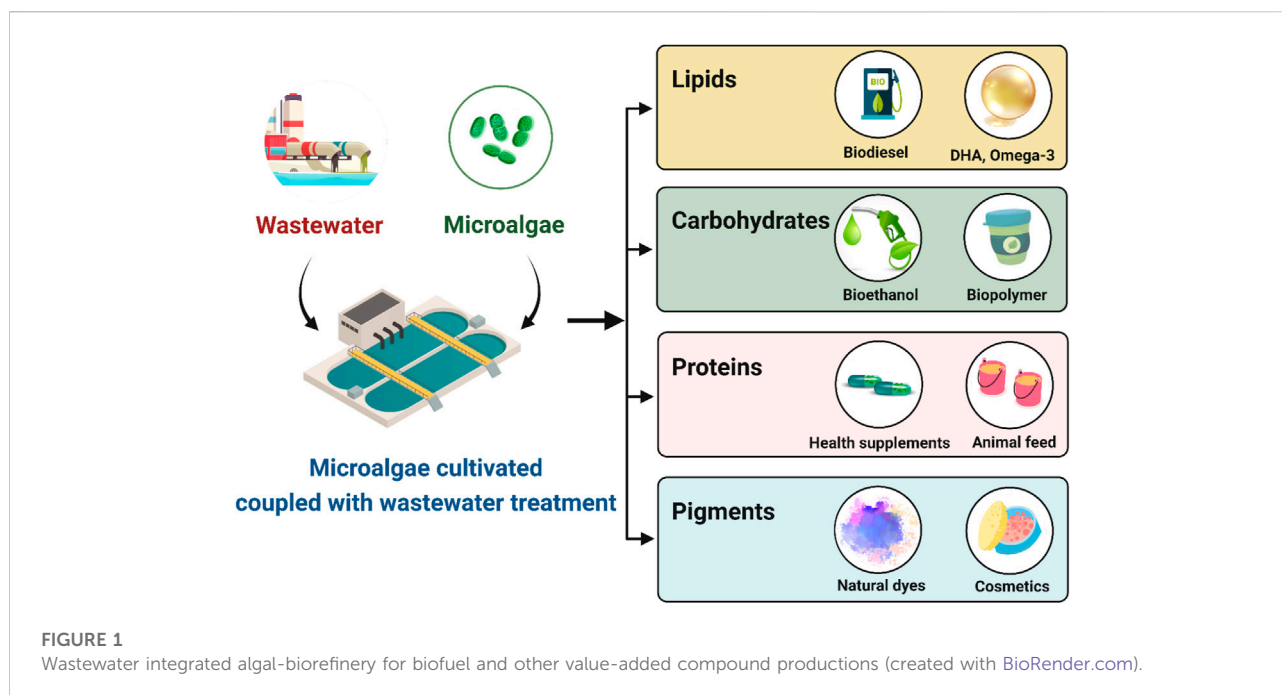 Wastewater
Microalgae
Microalgae cultivated
coupled with wastewater treatment
Lipids
BIO
Biodiesel
DHA, Omega-3
Carbohydrates
Bioethanol
Biopolymer
Proteins
Health supplements
Animal feed
Pigments
Natural dyes
Cosmetics
FIGURE 1
Wastewater integrated algal-biorefinery for biofuel and other value-added compound productions (created with BioRender.com).